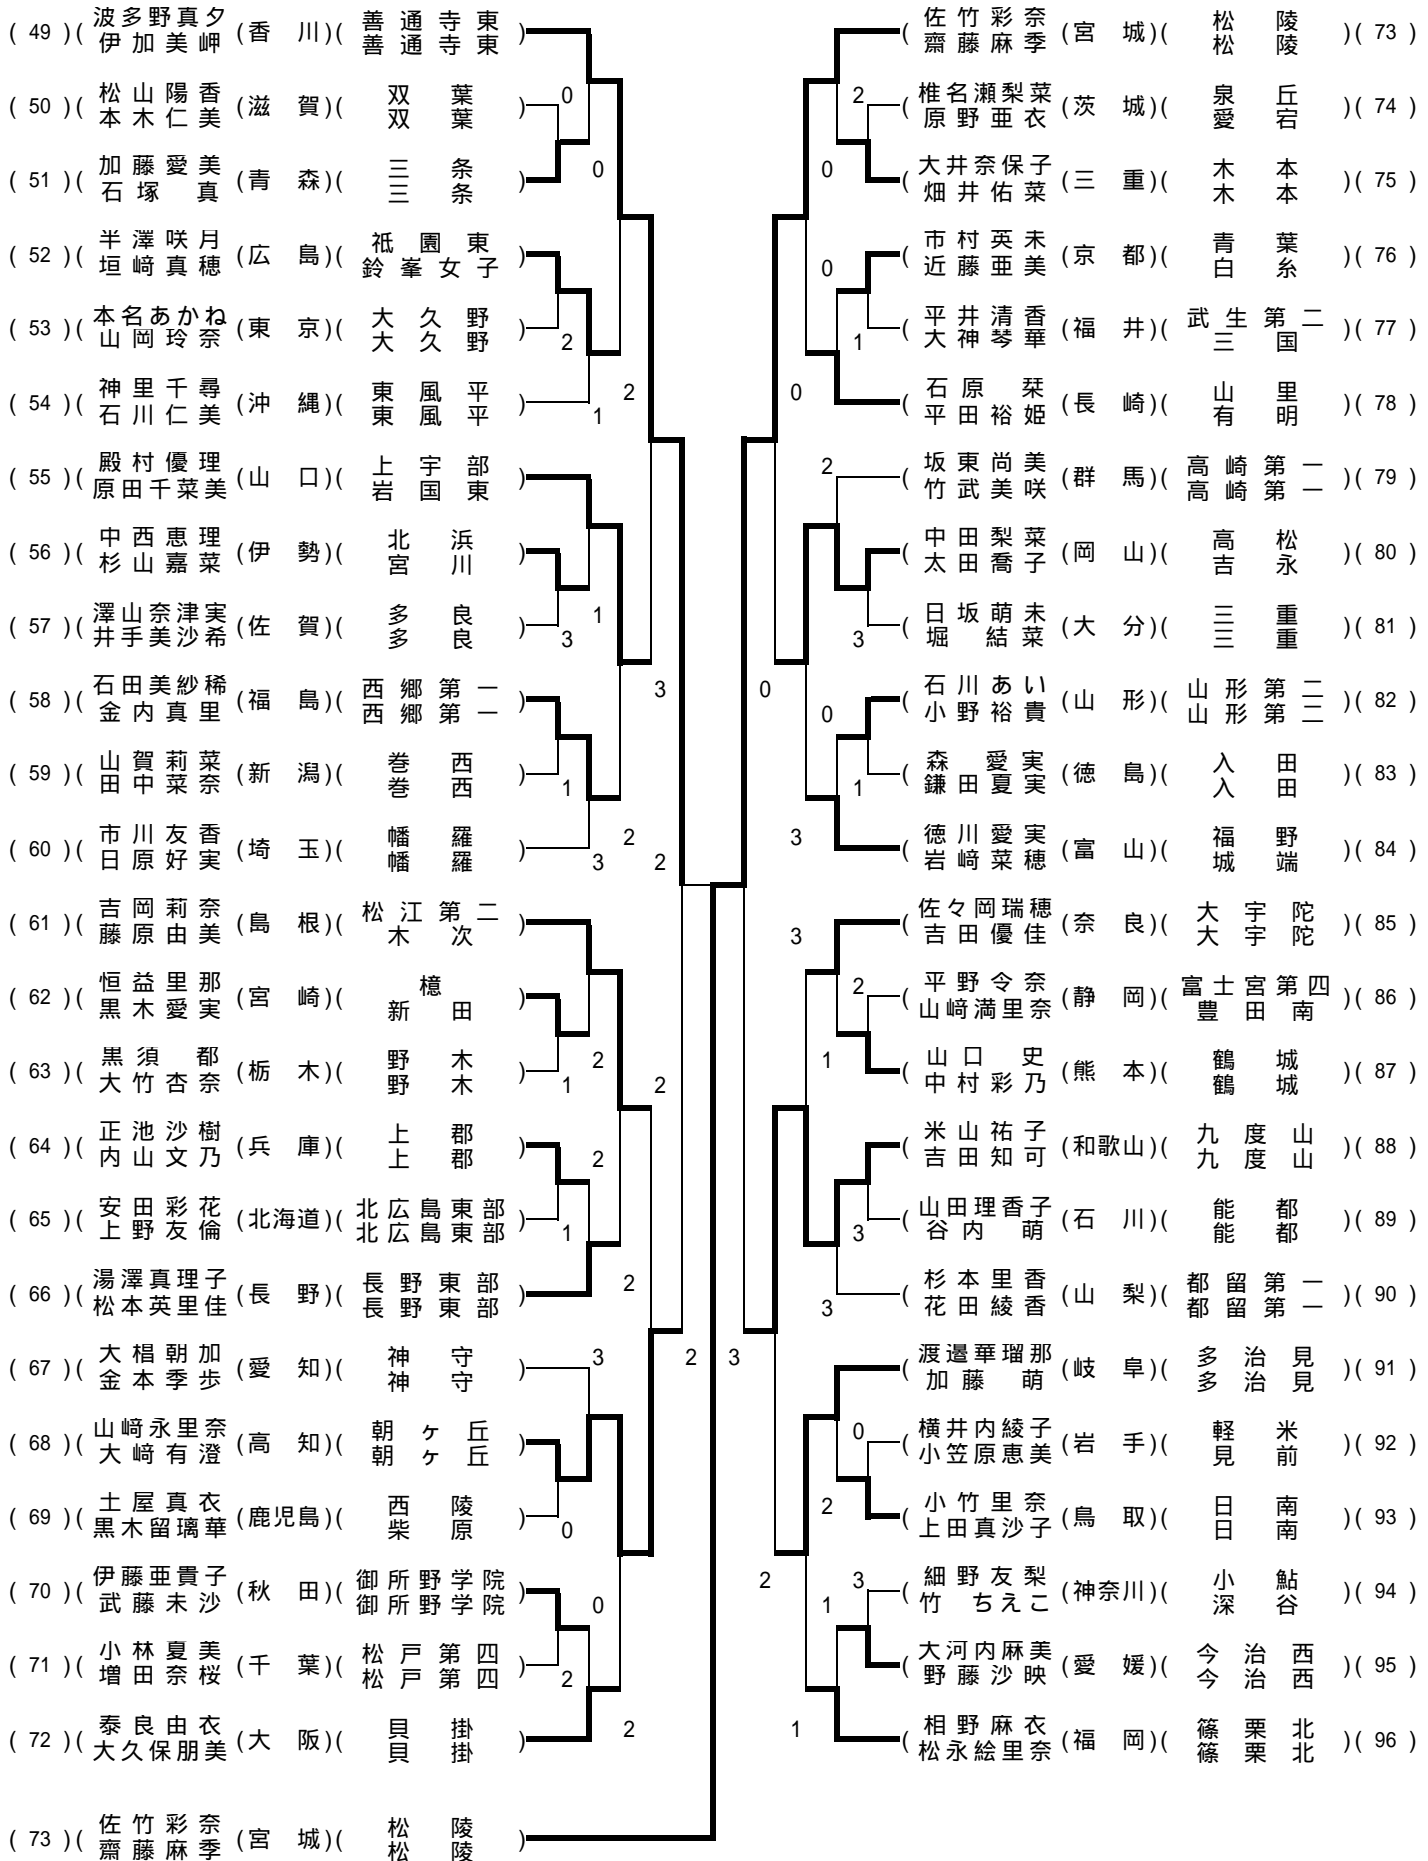 ( 49 )( 波多野真夕 伊加美岬 (香 川)( 善通寺東 善通寺東 )
( 50 )( 松山陽香 本木仁美 (滋 賀)( 双葉 双葉 )
( 51 )( 加藤愛美 石塚 真 (青 森)( 三条 三条 )
( 52 )( 半澤咲月 垣﨑真穂 (広 島)( 祗園東 鈴峯女子 )
( 53 )( 本名あかね 山岡玲奈 (東 京)( 大久野 大久野 )
( 54 )( 神里千尋 石川仁美 (沖 縄)( 東風平 東風平 )
( 55 )( 殿村優理 原田千菜美 (山 口)( 上宇部 岩国東 )
( 56 )( 中西恵理 杉山嘉菜 (伊 勢)( 北浜 宮川 )
( 57 )( 澤山奈津実 井手美沙希 (佐 賀)( 多良 多良 )
( 58 )( 石田美紗稀 金内真里 (福 島)( 西郷第一 西郷第一 )
( 59 )( 山賀莉菜 田中菜奈 (新 潟)( 巻西 巻西 )
( 60 )( 市川友香 日原好実 (埼 玉)( 幡羅 幡羅 )
( 61 )( 吉岡莉奈 藤原由美 (島 根)( 松江第二 木次 )
( 62 )( 恒益里那 黒木愛実 (宮 崎)( 檍 新田 )
( 63 )( 黒須 都 大竹杏奈 (栃 木)( 野木 野木 )
( 64 )( 正池沙樹 内山文乃 (兵 庫)( 上郡 上郡 )
( 65 )( 安田彩花 上野友倫 (北海道)( 北広島東部 北広島東部 )
( 66 )( 湯澤真理子 松本英里佳 (長 野)( 長野東部 長野東部 )
( 67 )( 大椙朝加 金本季歩 (愛 知)( 神守 神守 )
( 68 )( 山﨑永里奈 大﨑有澄 (高 知)( 朝ヶ丘 朝ヶ丘 )
( 69 )( 土屋真衣 黒木留璃華 (鹿児島)( 西陵 柴原 )
( 70 )( 伊藤亜貴子 武藤未沙 (秋 田)( 御所野学院 御所野学院 )
( 71 )( 小林夏美 増田奈桜 (千 葉)( 松戸第四 松戸第四 )
( 72 )( 泰良由衣 大久保朋美 (大 阪)( 貝掛 貝掛 )
( 73 )( 佐竹彩奈 齋藤麻季 (宮 城)( 松陵 松陵 )
0
0
2
1
2
1
3
3
1
3
2
2
2
1
2
2
1
2
3
2
0
0
2
2
( 佐竹彩奈 齋藤麻季 (宮 城)( 松陵 松陵 )( 73 )
( 椎名瀬梨菜 原野亜衣 (茨 城)( 泉丘 愛宕 )( 74 )
( 大井奈保子 畑井佑菜 (三 重)( 木本 木本 )( 75 )
( 市村英未 近藤亜美 (京 都)( 青葉 白糸 )( 76 )
( 平井清香 大神琴華 (福 井)( 武生第二 三国 )( 77 )
( 石原 栞 平田裕姫 (長 崎)( 山里 有明 )( 78 )
( 坂東尚美 竹武美咲 (群 馬)( 高崎第一 高崎第一 )( 79 )
( 中田梨菜 太田喬子 (岡 山)( 高松 吉永 )( 80 )
( 日坂萌未 堀 結菜 (大 分)( 三重 三重 )( 81 )
( 石川あい 小野裕貴 (山 形)( 山形第二 山形第二 )( 82 )
( 森 愛実 鎌田夏実 (徳 島)( 入田 入田 )( 83 )
( 徳川愛実 岩﨑菜穂 (富 山)( 福野 城端 )( 84 )
( 佐々岡瑞穂 吉田優佳 (奈 良)( 大宇陀 大宇陀 )( 85 )
( 平野令奈 山﨑満里奈 (静 岡)( 富士宮第四 豊田南 )( 86 )
( 山口 史 中村彩乃 (熊 本)( 鶴城 鶴城 )( 87 )
( 米山祐子 吉田知可 (和歌山)( 九度山 九度山 )( 88 )
( 山田理香子 谷内 萌 (石 川)( 能都 能都 )( 89 )
( 杉本里香 花田綾香 (山 梨)( 都留第一 都留第一 )( 90 )
( 渡邉華瑠那 加藤 萌 (岐 阜)( 多治見 多治見 )( 91 )
( 横井内綾子 小笠原恵美 (岩 手)( 軽米 見前 )( 92 )
( 小竹里奈 上田真沙子 (鳥 取)( 日南 日南 )( 93 )
( 細野友梨 竹 ちえこ (神奈川)( 小鮎 深谷 )( 94 )
( 大河内麻美 野藤沙映 (愛 媛)( 今治西 今治西 )( 95 )
( 相野麻衣 松永絵里奈 (福 岡)( 篠栗北 篠栗北 )( 96 )
2
0
0
1
0
2
3
0
0
1
3
3
2
1
3
3
3
0
2
2
3
1
1